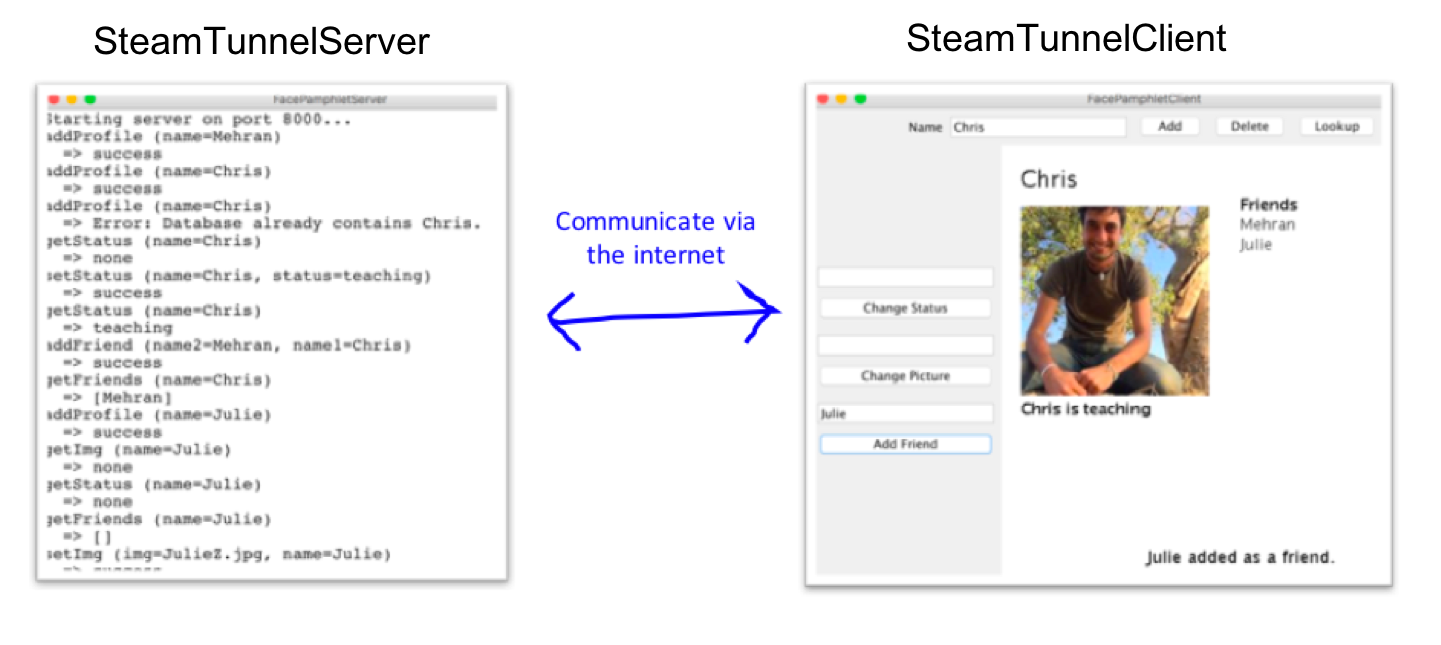 SteamTunnelServer
SteamTunnelClient
FacePamphletServer
Starting server on port 8000...
addProfile (name=Mehran)
=> success
addProfile (name=Chris)
=> success
addProfile (name=Chris)
=> Error: Database already contains Chris.
getStatus (name=Chris)
=> none
setStatus (name=Chris, status=teaching)
=> success
getStatus (name=Chris)
=> teaching
addFriend (name2=Mehran, name1=Chris)
=> success
getFriends (name=Chris)
=> [Mehran]
addProfile (name=Julie)
=> success
getImg (name=Julie)
=> none
getStatus (name=Julie)
=> none
getFriends (name=Julie)
=> []
setImg (img=JulieZ.jpg, name=Julie)
=> success
Communicate via
the internet
FacePamphletClient
Name Chris Add Delete Lookup
Change Status
Change Picture
Julie
Add Friend
Chris
Friends
Mehran
Julie
Chris is teaching
Julie added as a friend.